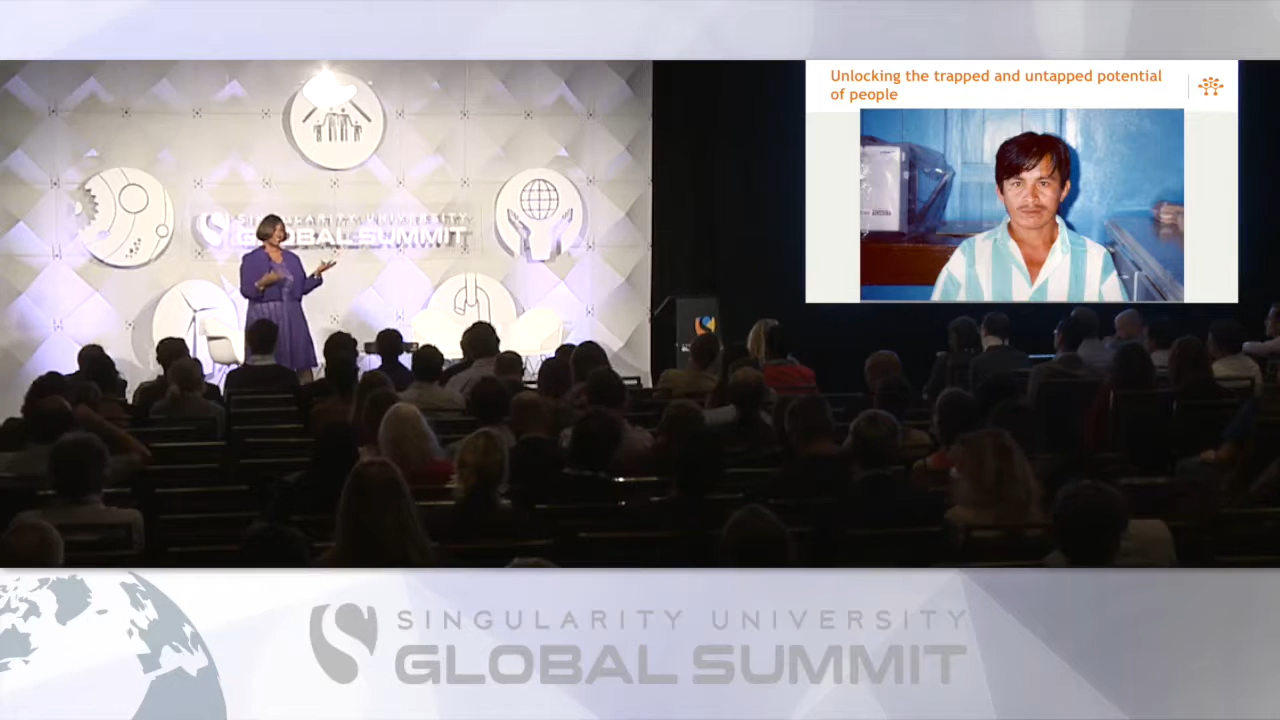 Unlocking the trapped and untapped potential
of people
SINGULARITY UNIVERSITY
GLOBAL SUMMIT
SINGULARITY UNIVERSITY
GLOBAL SUMMIT